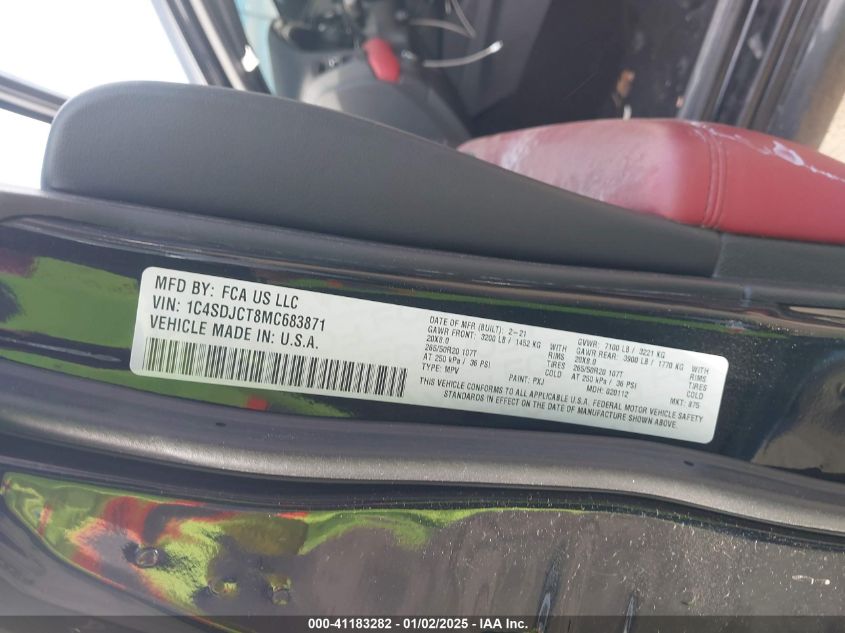 MFD BY: FCA US LLC
VIN: 1C4SDJCT8MC683871
VEHICLE MADE IN: U.S.A.
DATE OF MFR (BUILT): 2-21 GVWR: 7100 LB / 3221 KG
GAWR FRONT: 3200 LB / 1452 KG WITH GAWR REAR: 3900 LB / 1770 KG WITH
20X8.0 RIMS 20X8.0 RIMS
265/50R20 107T TIRES 265/50R20 107T TIRES
AT 250 kPa / 36 PSI COLD AT 250 kPa / 36 PSI COLD
TYPE: MPV PAINT: PXJ MDH: 020112 MKT: 875
THIS VEHICLE CONFORMS TO ALL APPLICABLE U.S.A. FEDERAL MOTOR VEHICLE SAFETY
STANDARDS IN EFFECT ON THE DATE OF MANUFACTURE SHOWN ABOVE.
000-41183282 - 01/02/2025 - IAA Inc.